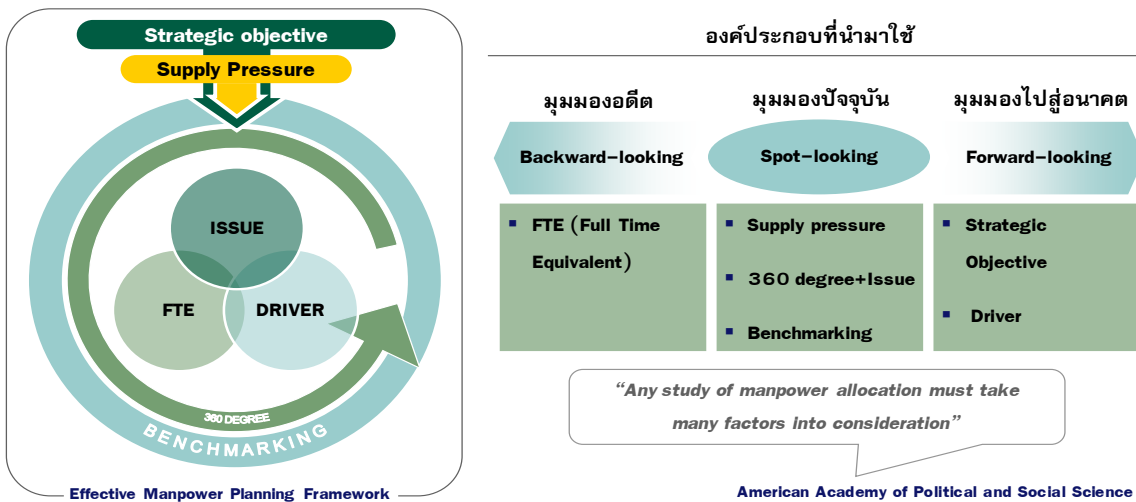 Strategic objective
Supply Pressure
ISSUE
FTE
DRIVER
360 DEGREE
BENCHMARKING
Effective Manpower Planning Framework
องค์ประกอบที่นำมาใช้
มุมมองอดีต
มุมมองปัจจุบัน
มุมมองไปสู่อนาคต
Backward-looking
Spot-looking
Forward-looking
▪ FTE (Full Time
Equivalent)
▪ Supply pressure
▪ 360 degree+Issue
▪ Benchmarking
▪ Strategic
Objective
▪ Driver
“Any study of manpower allocation must take
many factors into consideration”
American Academy of Political and Social Science